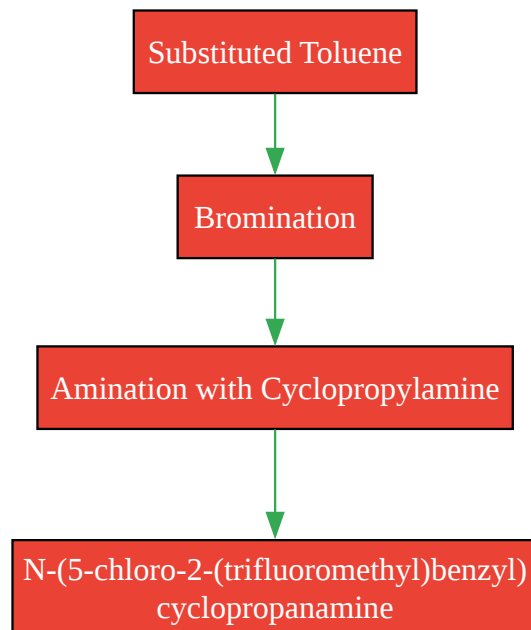 Substituted Toluene
Bromination
Amination with Cyclopropylamine
N-(5-chloro-2-(trifluoromethyl)benzyl)
cyclopropanamine